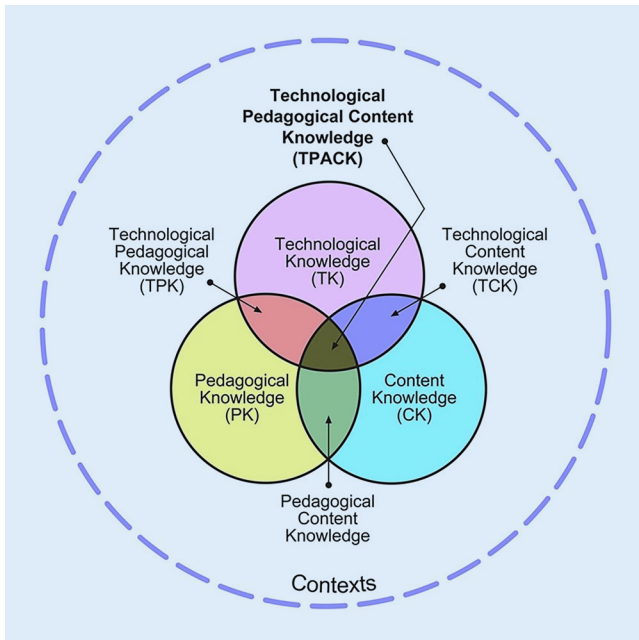 Technological
Pedagogical Content
Knowledge
(TPACK)
Technological
Pedagogical
Knowledge
(TPK)
Technological
Knowledge
(TK)
Technological
Content
Knowledge
(TCK)
Pedagogical
Knowledge
(PK)
Content
Knowledge
(CK)
Pedagogical
Content
Knowledge
Contexts